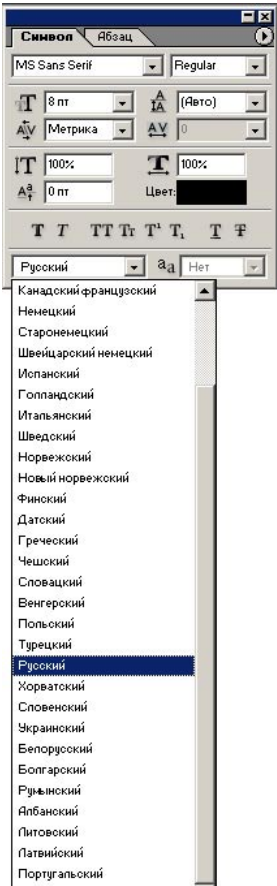 Символ Абзац
MS Sans Serif Regular
8 пт (Авто)
Метрика 0
100% 100%
0 пт Цвет:
T T TT Tт T¹ T₁ T T
Русский aa Нет
Канадский французский
Немецкий
Старонемецкий
Швейцарский немецкий
Испанский
Голландский
Итальянский
Шведский
Норвежский
Новый норвежский
Финский
Датский
Греческий
Чешский
Словацкий
Венгерский
Польский
Турецкий
Русский
Хорватский
Словенский
Украинский
Белорусский
Болгарский
Румынский
Албанский
Литовский
Латвийский
Португальский